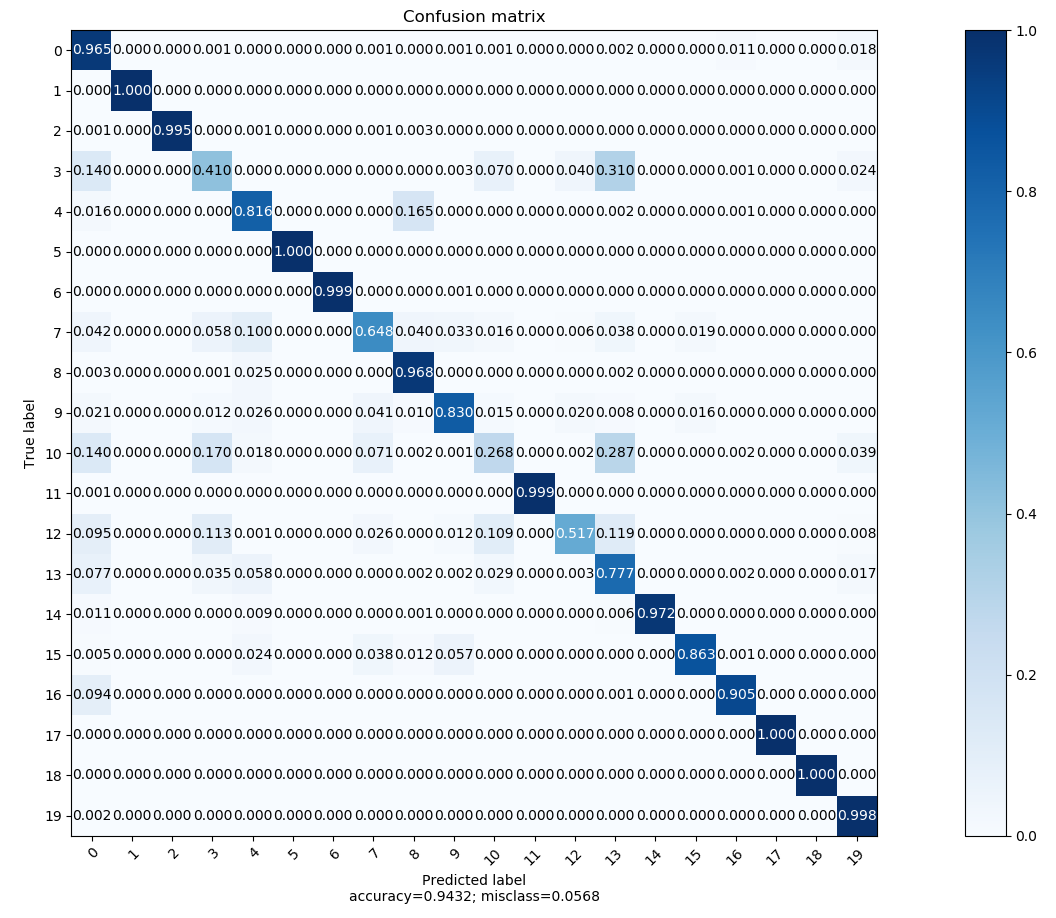 Confusion matrix
0 0.965 0.000 0.000 0.001 0.000 0.000 0.000 0.001 0.000 0.001 0.001 0.000 0.000 0.002 0.000 0.000 0.011 0.000 0.000 0.018 1.0
1 0.000 1.000 0.000 0.000 0.000 0.000 0.000 0.000 0.000 0.000 0.000 0.000 0.000 0.000 0.000 0.000 0.000 0.000 0.000 0.000
2 0.001 0.000 0.995 0.000 0.001 0.000 0.000 0.001 0.003 0.000 0.000 0.000 0.000 0.000 0.000 0.000 0.000 0.000 0.000 0.000
3 0.140 0.000 0.000 0.410 0.000 0.000 0.000 0.000 0.000 0.003 0.070 0.000 0.040 0.310 0.000 0.000 0.001 0.000 0.000 0.024
4 0.016 0.000 0.000 0.000 0.816 0.000 0.000 0.000 0.165 0.000 0.000 0.000 0.000 0.002 0.000 0.000 0.001 0.000 0.000 0.000 0.8
5 0.000 0.000 0.000 0.000 0.000 1.000 0.000 0.000 0.000 0.000 0.000 0.000 0.000 0.000 0.000 0.000 0.000 0.000 0.000 0.000
6 0.000 0.000 0.000 0.000 0.000 0.000 0.999 0.000 0.000 0.001 0.000 0.000 0.000 0.000 0.000 0.000 0.000 0.000 0.000 0.000
7 0.042 0.000 0.000 0.058 0.100 0.000 0.000 0.648 0.040 0.033 0.016 0.000 0.006 0.038 0.000 0.019 0.000 0.000 0.000 0.000
8 0.003 0.000 0.000 0.001 0.025 0.000 0.000 0.000 0.968 0.000 0.000 0.000 0.000 0.002 0.000 0.000 0.000 0.000 0.000 0.000 0.6
9 0.021 0.000 0.000 0.012 0.026 0.000 0.000 0.041 0.010 0.830 0.015 0.000 0.020 0.008 0.000 0.016 0.000 0.000 0.000 0.000
True label
10 0.140 0.000 0.000 0.170 0.018 0.000 0.000 0.071 0.002 0.001 0.268 0.000 0.002 0.287 0.000 0.000 0.002 0.000 0.000 0.039
11 0.001 0.000 0.000 0.000 0.000 0.000 0.000 0.000 0.000 0.000 0.000 0.999 0.000 0.000 0.000 0.000 0.000 0.000 0.000 0.000
12 0.095 0.000 0.000 0.113 0.001 0.000 0.000 0.026 0.000 0.012 0.109 0.000 0.517 0.119 0.000 0.000 0.000 0.000 0.000 0.008 0.4
13 0.077 0.000 0.000 0.035 0.058 0.000 0.000 0.000 0.002 0.002 0.029 0.000 0.003 0.777 0.000 0.000 0.002 0.000 0.000 0.017
14 0.011 0.000 0.000 0.000 0.009 0.000 0.000 0.000 0.001 0.000 0.000 0.000 0.000 0.006 0.972 0.000 0.000 0.000 0.000 0.000
15 0.005 0.000 0.000 0.000 0.024 0.000 0.000 0.038 0.012 0.057 0.000 0.000 0.000 0.000 0.000 0.863 0.001 0.000 0.000 0.000
16 0.094 0.000 0.000 0.000 0.000 0.000 0.000 0.000 0.000 0.000 0.000 0.000 0.000 0.001 0.000 0.000 0.905 0.000 0.000 0.000 0.2
17 0.000 0.000 0.000 0.000 0.000 0.000 0.000 0.000 0.000 0.000 0.000 0.000 0.000 0.000 0.000 0.000 0.000 1.000 0.000 0.000
18 0.000 0.000 0.000 0.000 0.000 0.000 0.000 0.000 0.000 0.000 0.000 0.000 0.000 0.000 0.000 0.000 0.000 0.000 1.000 0.000
19 0.002 0.000 0.000 0.000 0.000 0.000 0.000 0.000 0.000 0.000 0.000 0.000 0.000 0.000 0.000 0.000 0.000 0.000 0.000 0.998 0.0
0 1 2 3 4 5 6 7 8 9 10 11 12 13 14 15 16 17 18 19
Predicted label
accuracy=0.9432; misclass=0.0568